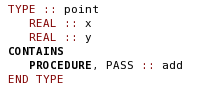 TYPE :: point
   REAL :: x
   REAL :: y
CONTAINS
   PROCEDURE, PASS :: add
END TYPE